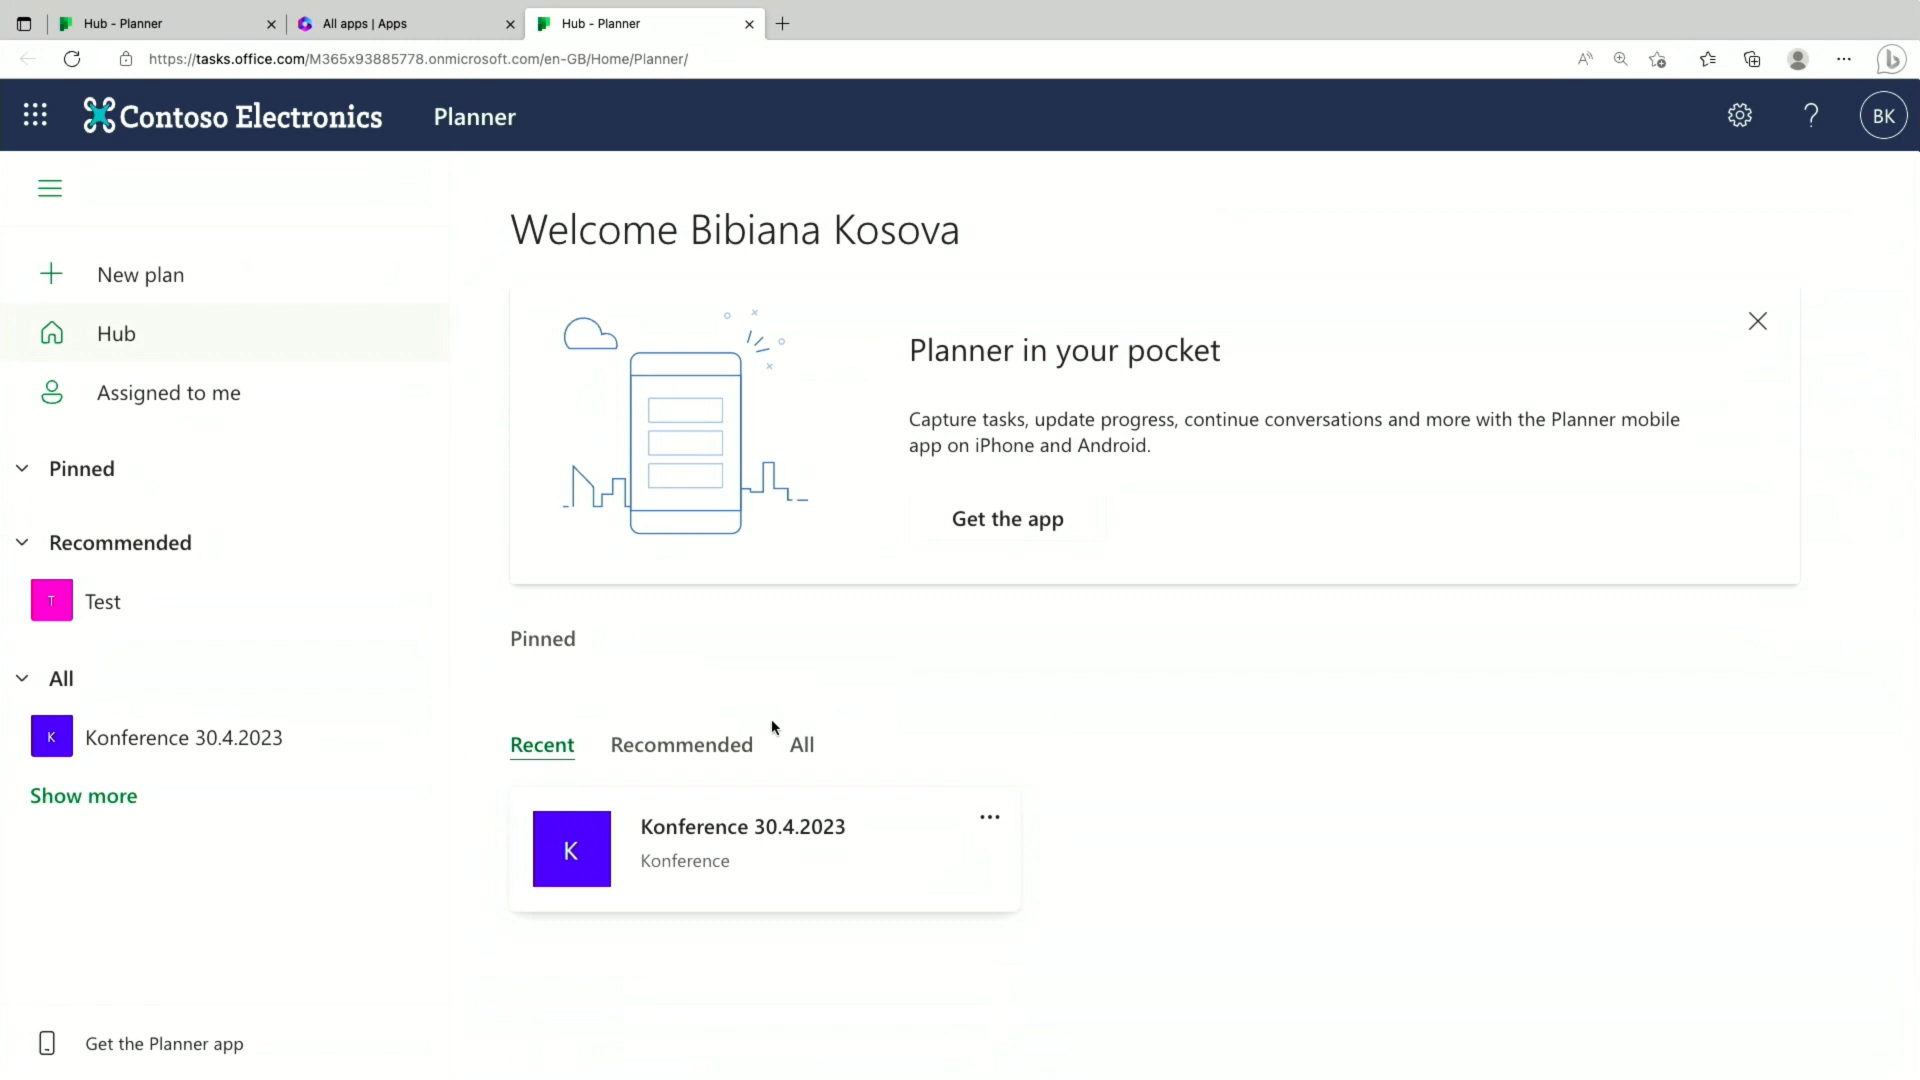 Hub - Planner
All apps | Apps
Hub - Planner
https://tasks.office.com/M365x93885778.onmicrosoft.com/en-GB/Home/Planner/
Contoso Electronics
Planner
BK
New plan
Hub
Assigned to me
Pinned
Recommended
T Test
All
K Konference 30.4.2023
Show more
Get the Planner app
Welcome Bibiana Kosova
Planner in your pocket
Capture tasks, update progress, continue conversations and more with the Planner mobile
app on iPhone and Android.
Get the app
Pinned
Recent Recommended All
K
Konference 30.4.2023
Konference